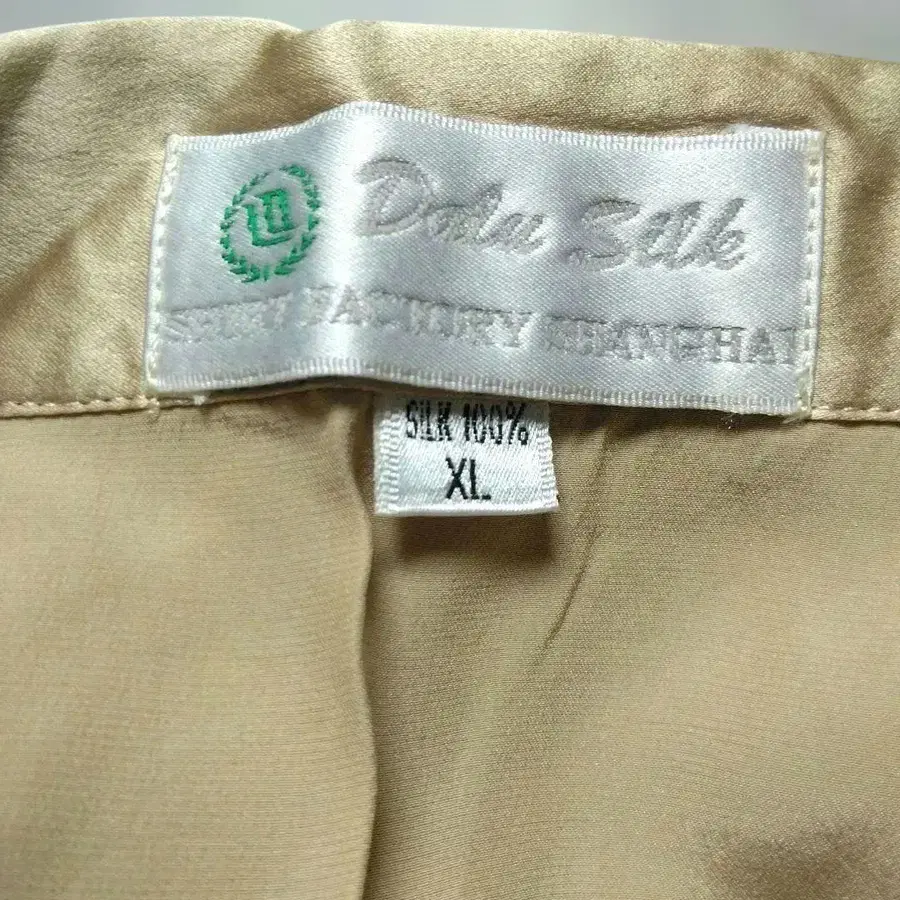 Dalu Silk
SHIRT FACTORY SHANGHAI
SILK 100%
XL